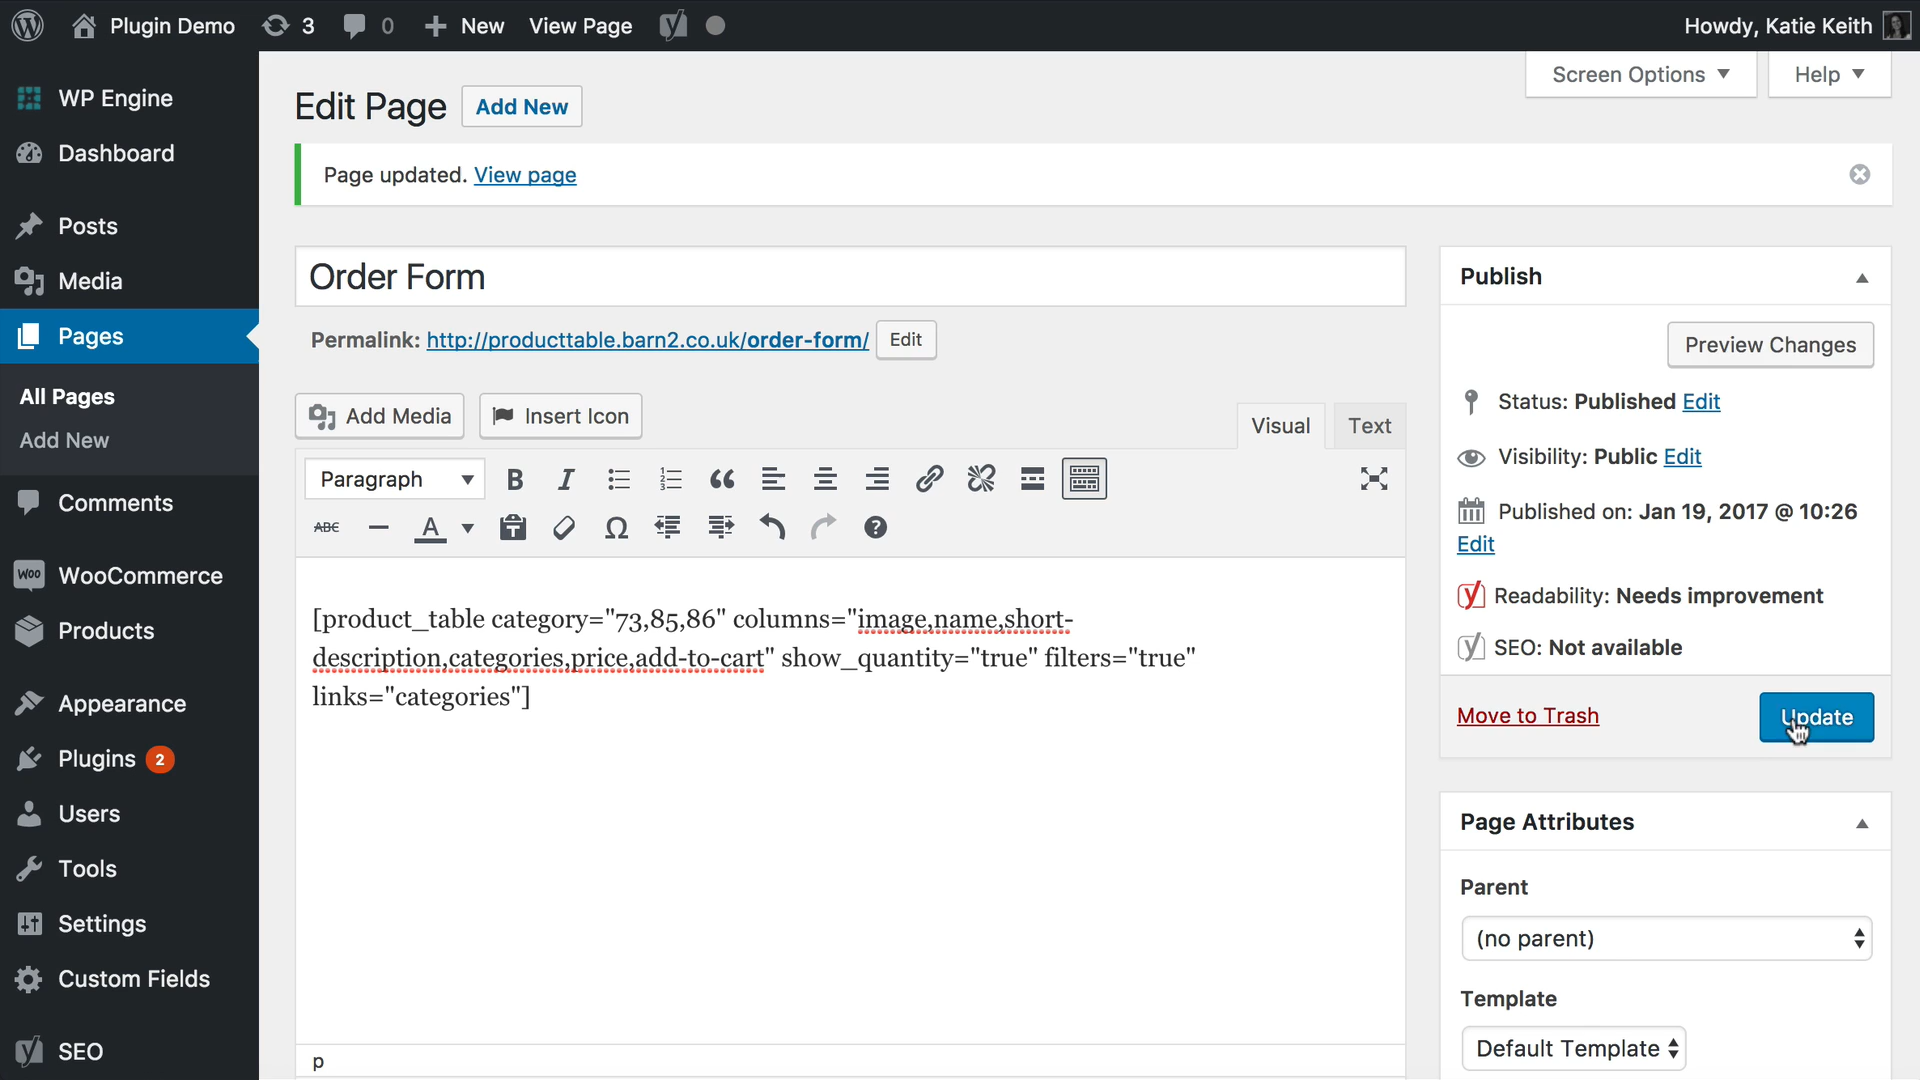 Plugin Demo 3 0 New View Page Howdy, Katie Keith
WP Engine
Dashboard
Posts
Media
Pages
All Pages
Add New
Comments
WooCommerce
Products
Appearance
Plugins 2
Users
Tools
Settings
Custom Fields
SEO
Screen Options Help
Edit Page Add New
Page updated. View page
Order Form
Permalink: http://producttable.barn2.co.uk/order-form/ Edit
Add Media Insert Icon Visual Text
Paragraph
ABC
[product_table category="73,85,86" columns="image,name,short-
description,categories,price,add-to-cart" show_quantity="true" filters="true"
links="categories"]
p
Publish
Preview Changes
Status: Published Edit
Visibility: Public Edit
Published on: Jan 19, 2017 @ 10:26
Edit
Readability: Needs improvement
SEO: Not available
Move to Trash Update
Page Attributes
Parent
(no parent)
Template
Default Template